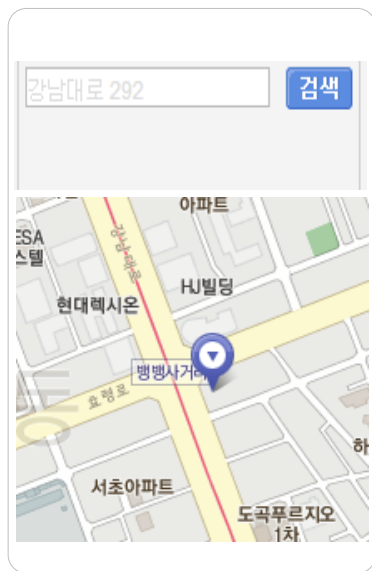 강남대로 292
검색
아파트
ESA
스텔
강남대로
HJ빌딩
현대렉시온
뱅뱅사거리
효령로
서초아파트
하
도곡푸르지오
1차